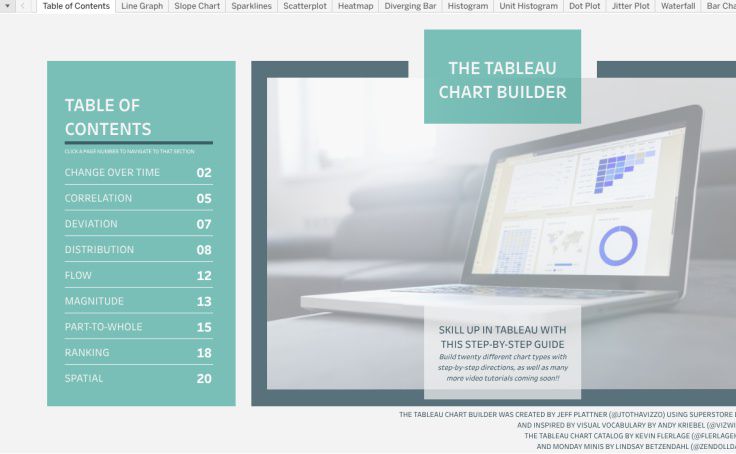 Table of Contents Line Graph Slope Chart Sparklines Scatterplot Heatmap Diverging Bar Histogram Unit Histogram Dot Plot Jitter Plot Waterfall Bar Cha
THE TABLEAU
CHART BUILDER
TABLE OF
CONTENTS
CLICK A PAGE NUMBER TO NAVIGATE TO THAT SECTION
CHANGE OVER TIME 02
CORRELATION 05
DEVIATION 07
DISTRIBUTION 08
FLOW 12
MAGNITUDE 13
PART-TO-WHOLE 15
RANKING 18
SPATIAL 20
SKILL UP IN TABLEAU WITH
THIS STEP-BY-STEP GUIDE
Build twenty different chart types with
step-by-step directions, as well as many
more video tutorials coming soon!!
THE TABLEAU CHART BUILDER WAS CREATED BY JEFF PLATTNER (@JTOTHAVIZZO) USING SUPERSTORE
AND INSPIRED BY VISUAL VOCABULARY BY ANDY KRIEBEL (@VIZWI
THE TABLEAU CHART CATALOG BY KEVIN FLERLAGE (@FLERLAGE
AND MONDAY MINIS BY LINDSAY BETZENDAHL (@ZENDOLLDA